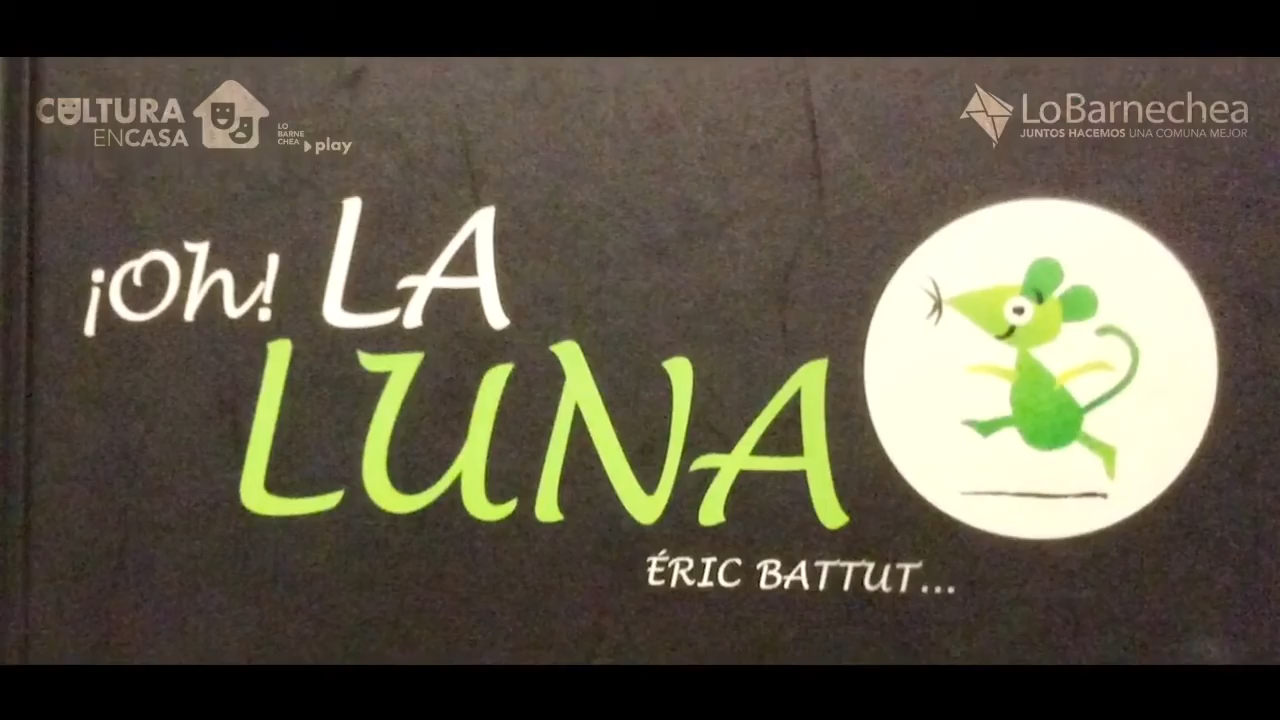 CULTURA
ENCASA
LO
BARNE
CHEA
play
LoBarnechea
JUNTOS HACEMOS UNA COMUNA MEJOR
¡Oh! LA
LUNA
ÉRIC BATTUT...